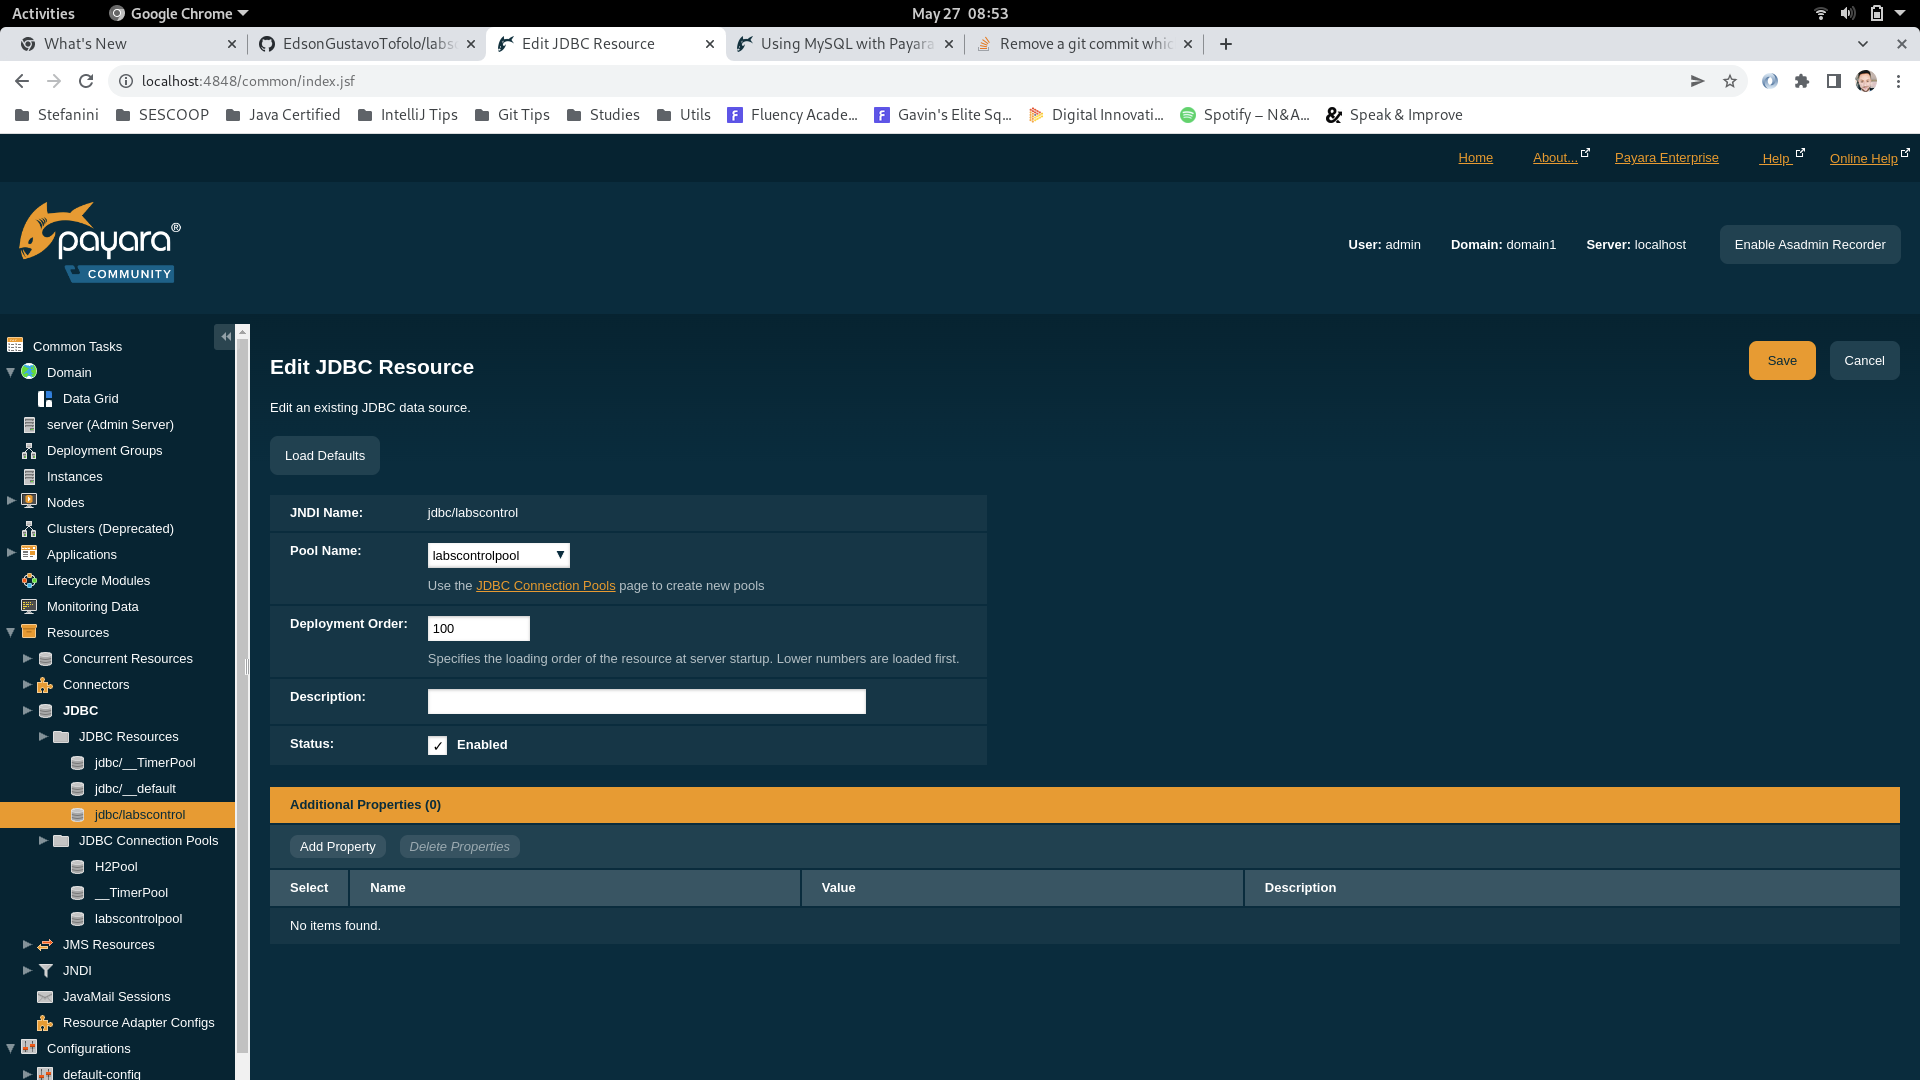 Activities
Google Chrome
May 27 08:53
What's New
EdsonGustavoTofolo/labs
Edit JDBC Resource
Using MySQL with Payara
Remove a git commit whic
localhost:4848/common/index.jsf
Stefanini
SESCOOP
Java Certified
IntelliJ Tips
Git Tips
Studies
Utils
Fluency Acade...
Gavin's Elite Sq...
Digital Innovati...
Spotify – N&A...
Speak & Improve
Home
About...
Payara Enterprise
Help
Online Help
payara®
COMMUNITY
User: admin
Domain: domain1
Server: localhost
Enable Asadmin Recorder
Common Tasks
Domain
Data Grid
server (Admin Server)
Deployment Groups
Instances
Nodes
Clusters (Deprecated)
Applications
Lifecycle Modules
Monitoring Data
Resources
Concurrent Resources
Connectors
JDBC
JDBC Resources
jdbc/__TimerPool
jdbc/__default
jdbc/labscontrol
JDBC Connection Pools
H2Pool
__TimerPool
labscontrolpool
JMS Resources
JNDI
JavaMail Sessions
Resource Adapter Configs
Configurations
default-config
Edit JDBC Resource
Save
Cancel
Edit an existing JDBC data source.
Load Defaults
JNDI Name: jdbc/labscontrol
Pool Name: labscontrolpool
Use the JDBC Connection Pools page to create new pools
Deployment Order: 100
Specifies the loading order of the resource at server startup. Lower numbers are loaded first.
Description:
Status: Enabled
Additional Properties (0)
Add Property
Delete Properties
Select Name Value Description
No items found.